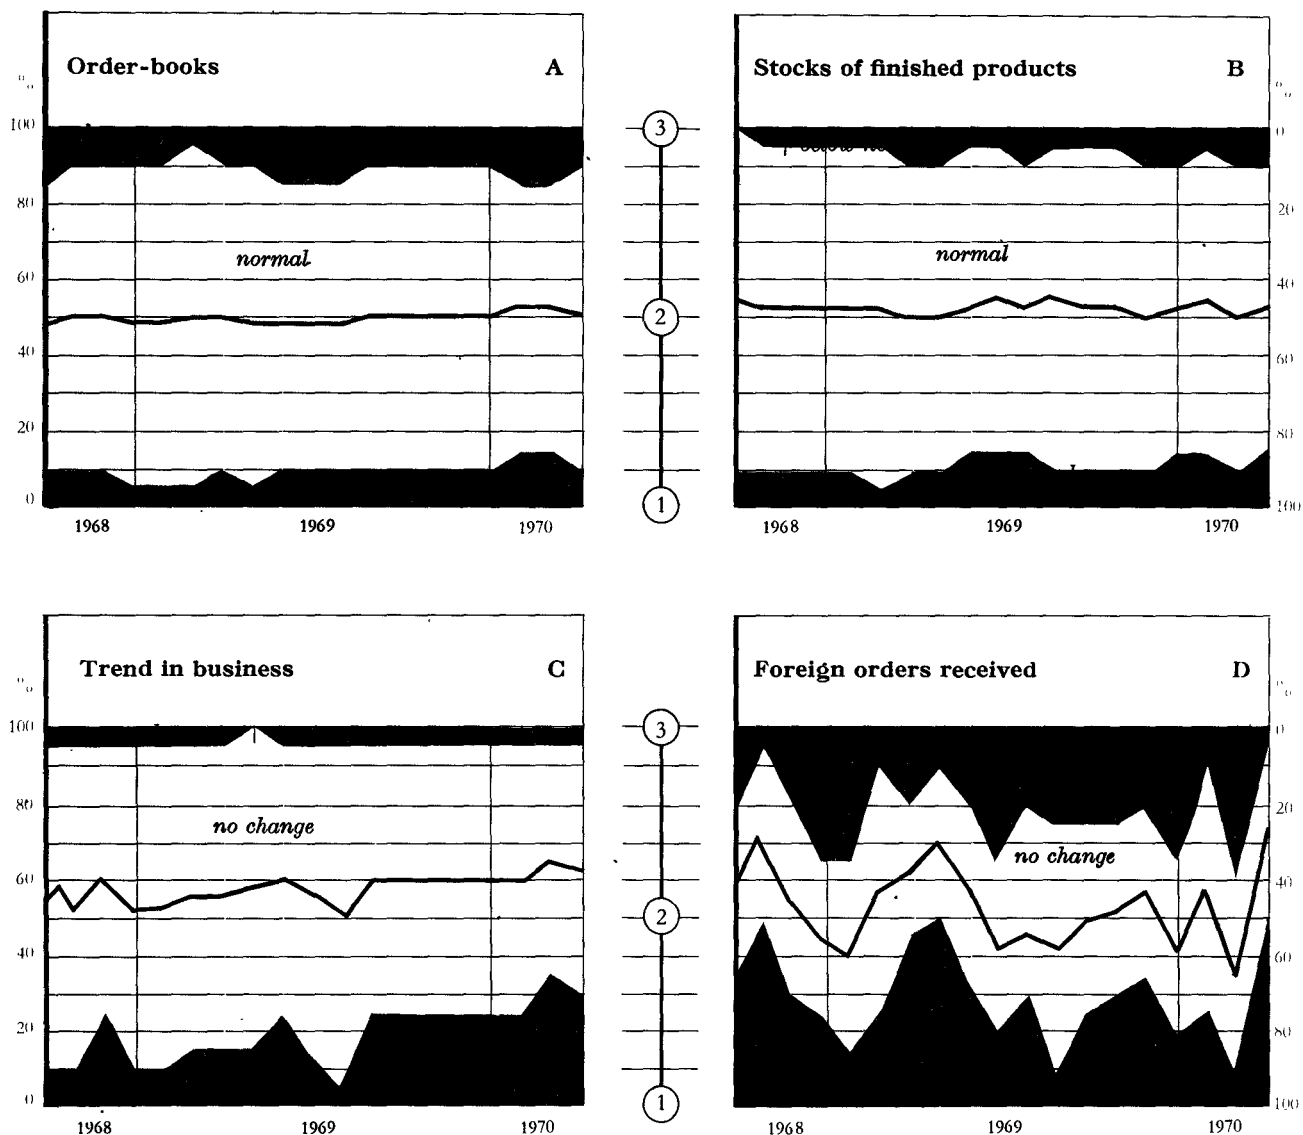 Order-books A
Stocks of finished products B
%
%
100
3
0
80
normal
normal
20
60
40
2
40
60
20
80
0
1
100
1968 1969 1970
1968 1969 1970
Trend in business C
Foreign orders received D
%
%
100
3
0
80
no change
20
no change
60
40
2
40
60
20
80
0
1
100
1968 1969 1970
1968 1969 1970